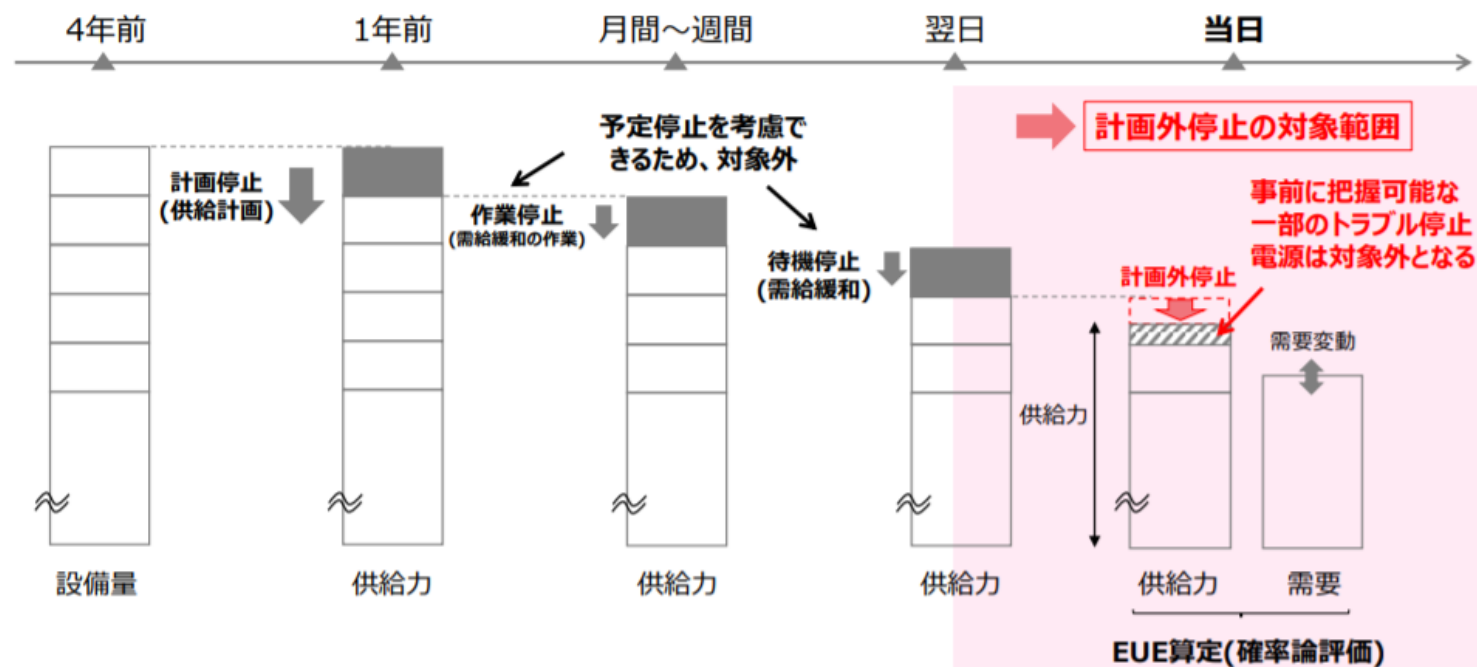 4年前
1年前
月間～週間
翌日
当日
計画外停止の対象範囲
予定停止を考慮で
きるため、対象外
計画停止
(供給計画)
作業停止
(需給緩和の作業)
待機停止
(需給緩和)
事前に把握可能な
一部のトラブル停止
電源は対象外となる
計画外停止
需要変動
供給力
設備量
供給力
供給力
供給力
供給力
需要
EUE算定(確率論評価)